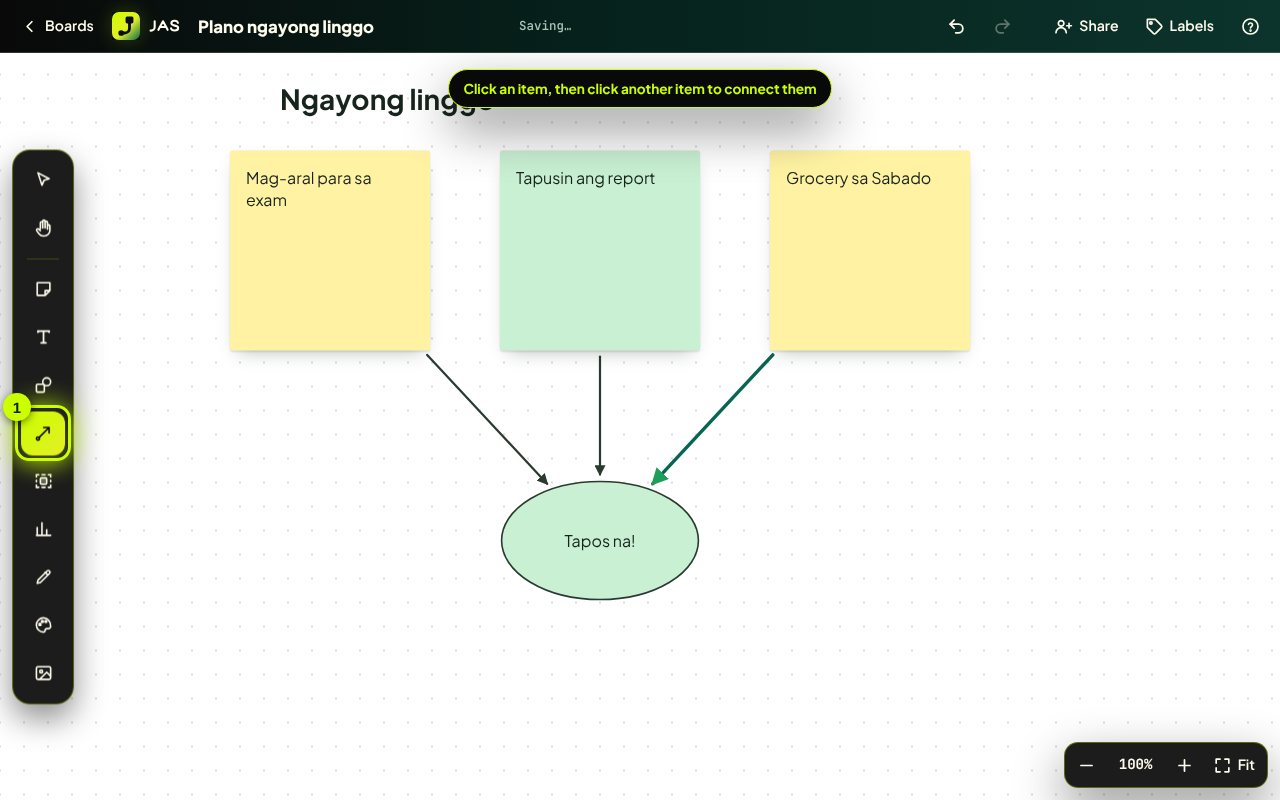 Boards
JAS
Plano ngayong linggo
Saving…
Share
Labels
Click an item, then click another item to connect them
Ngayong linggo
Mag-aral para sa
exam
Tapusin ang report
Grocery sa Sabado
1
Tapos na!
100%
Fit